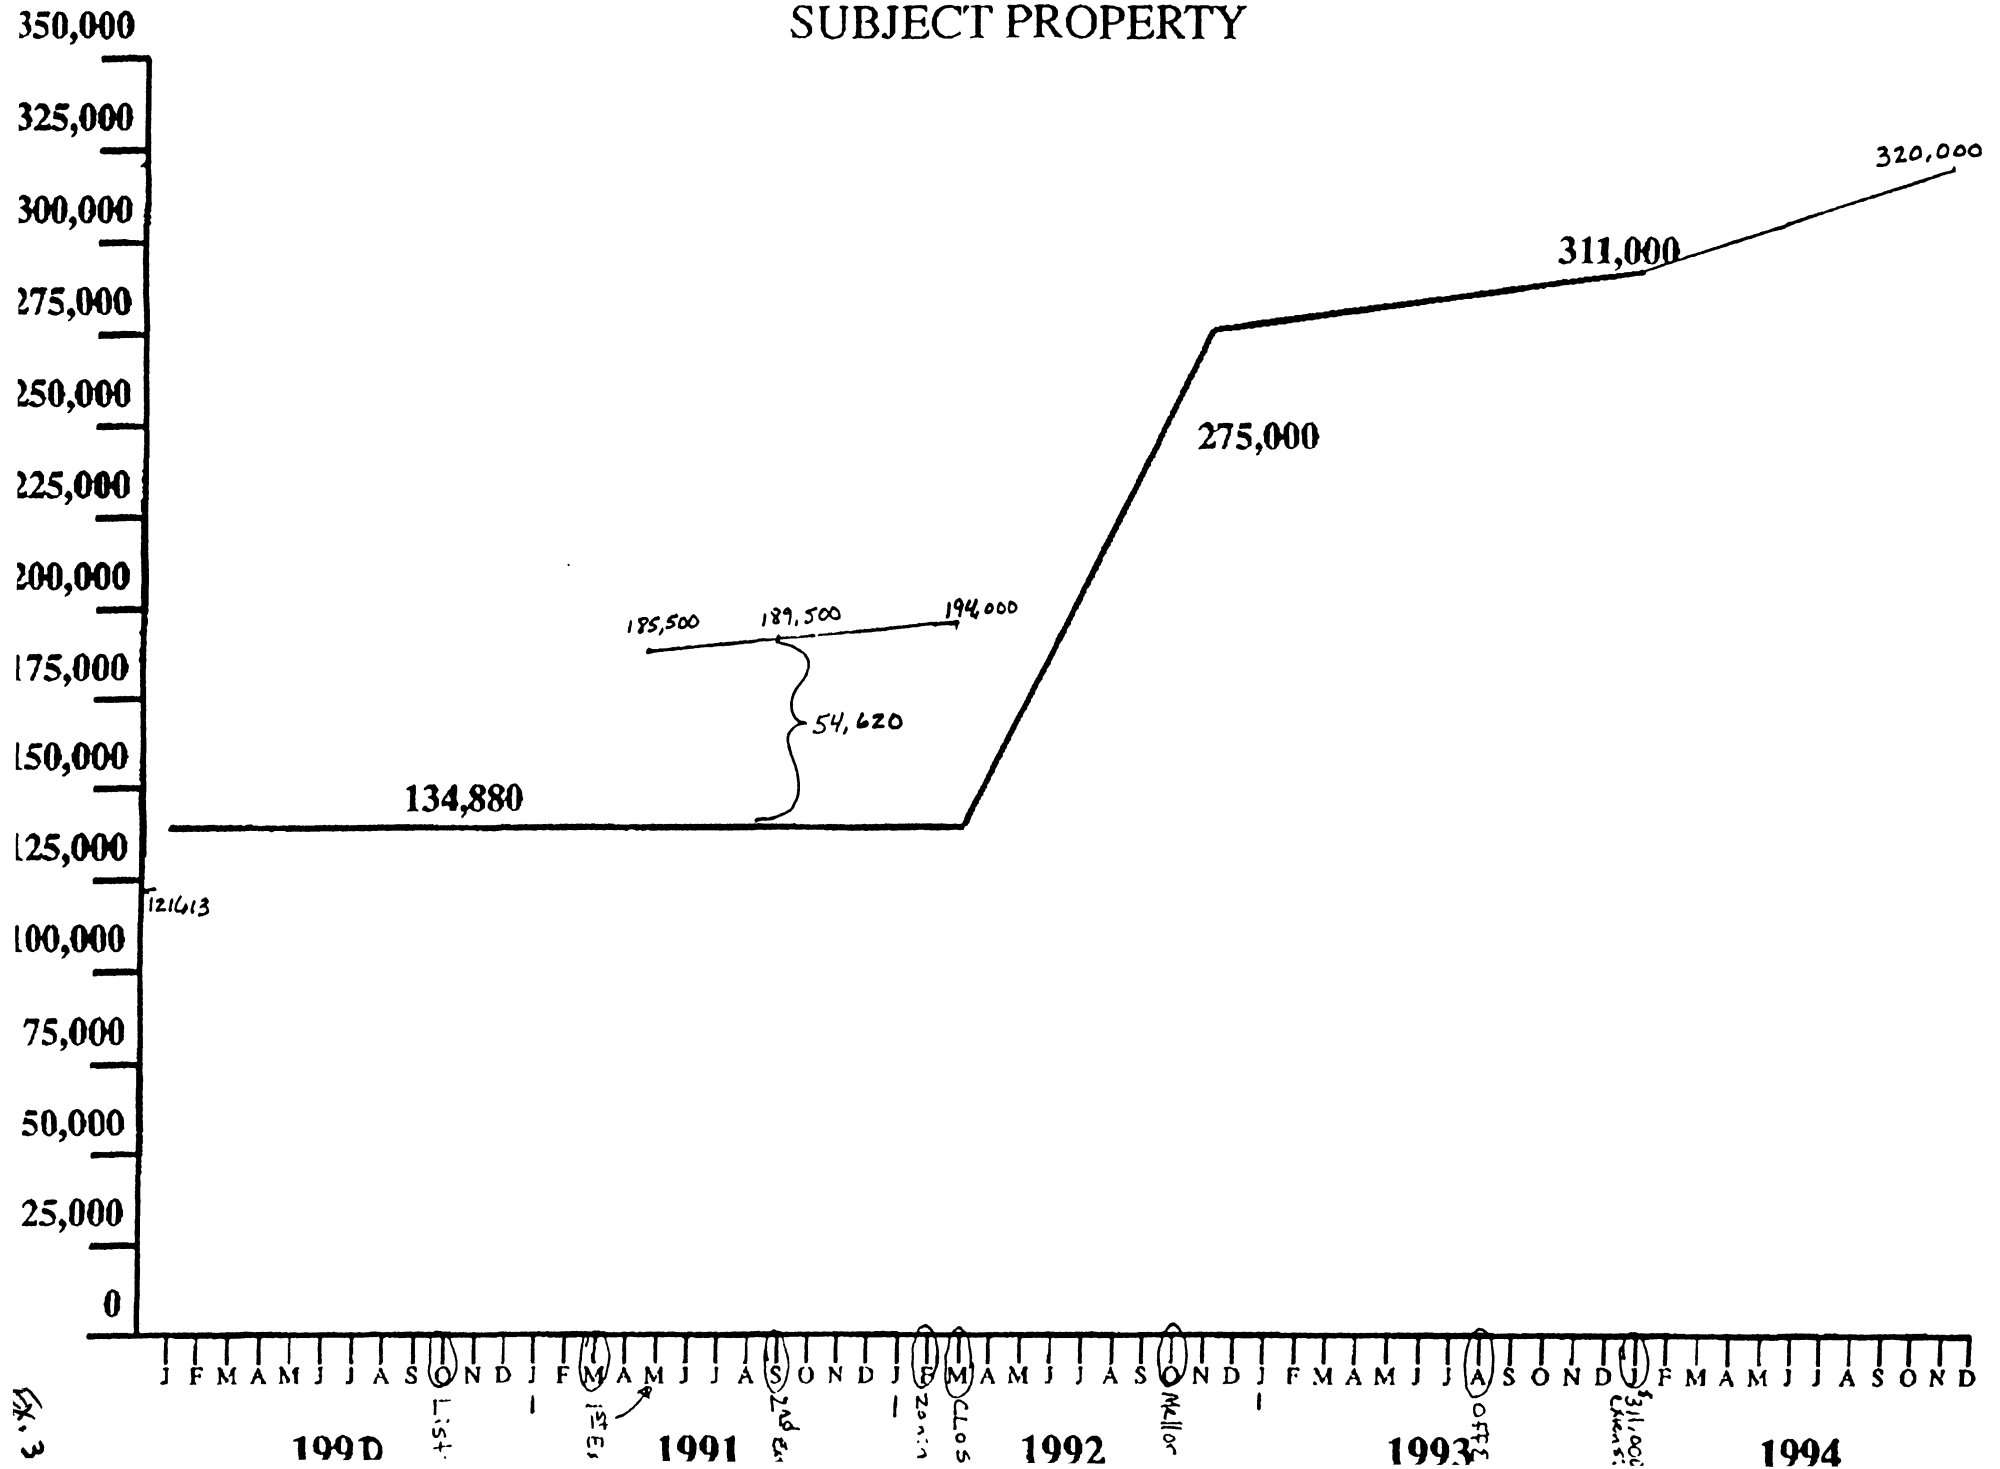 SUBJECT PROPERTY
350,000
325,000
320,000
300,000
311,000
275,000
250,000
275,000
225,000
200,000
185,500 189,500 194,000
175,000
54,620
150,000
134,880
125,000
121613
100,000
75,000
50,000
25,000
0
J F M A M J J A S O N D J F M A M J J A S O N D J F M A M J J A S O N D J F M A M J J A S O N D J F M A M J J A S O N D
List
1st Es
2nd Es
Zonin
CLOS
Mellor
OFFE
$311,000
1990 1991 1992 1993 1994
Ex. 3